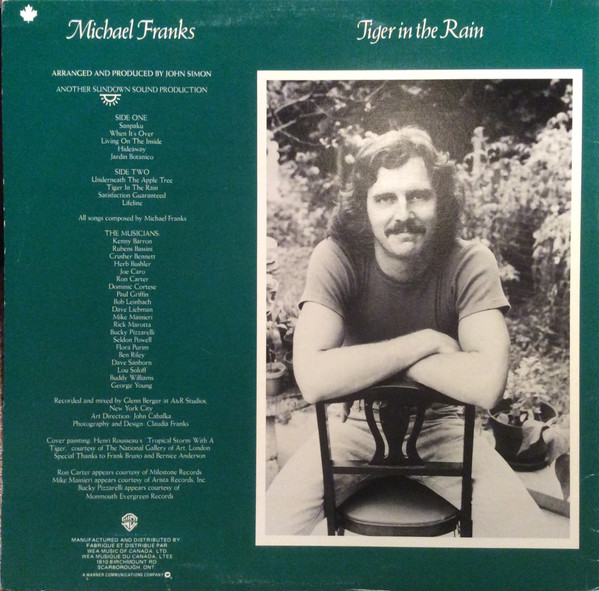 Michael Franks
Tiger in the Rain
ARRANGED AND PRODUCED BY JOHN SIMON
ANOTHER SUNDOWN SOUND PRODUCTION
SIDE ONE
Sanpaku
When It's Over
Living On The Inside
Hideaway
Jardin Botanico
SIDE TWO
Underneath The Apple Tree
Tiger In The Rain
Satisfaction Guaranteed
Lifeline
All songs composed by Michael Franks
THE MUSICIANS:
Kenny Barron
Rubens Bassini
Crusher Bennett
Herb Bushler
Joe Caro
Ron Carter
Dominic Cortese
Paul Griffin
Bob Leinbach
Dave Liebman
Mike Mainieri
Rick Marotta
Bucky Pizzarelli
Seldon Powell
Flora Purim
Ben Riley
Dave Sanborn
Lou Soloff
Buddy Williams
George Young
Recorded and mixed by Glenn Berger at A&R Studios,
New York City
Art Direction: John Cabalka
Photography and Design: Claudia Franks
Cover painting: Henri Rousseau's "Tropical Storm With A
Tiger," courtesy of The National Gallery of Art, London
Special Thanks to Frank Bruno and Bernice Anderson
Ron Carter appears courtesy of Milestone Records
Mike Mainieri appears courtesy of Arista Records, Inc.
Bucky Pizzarelli appears courtesy of
Monmouth Evergreen Records
MANUFACTURED AND DISTRIBUTED BY
FABRIQUE ET DISTRIBUE PAR
WEA MUSIC OF CANADA, LTD.
WEA MUSIQUE DU CANADA, LTEE
1810 BIRCHMOUNT RD
SCARBOROUGH, ONT.
A WARNER COMMUNICATIONS COMPANY